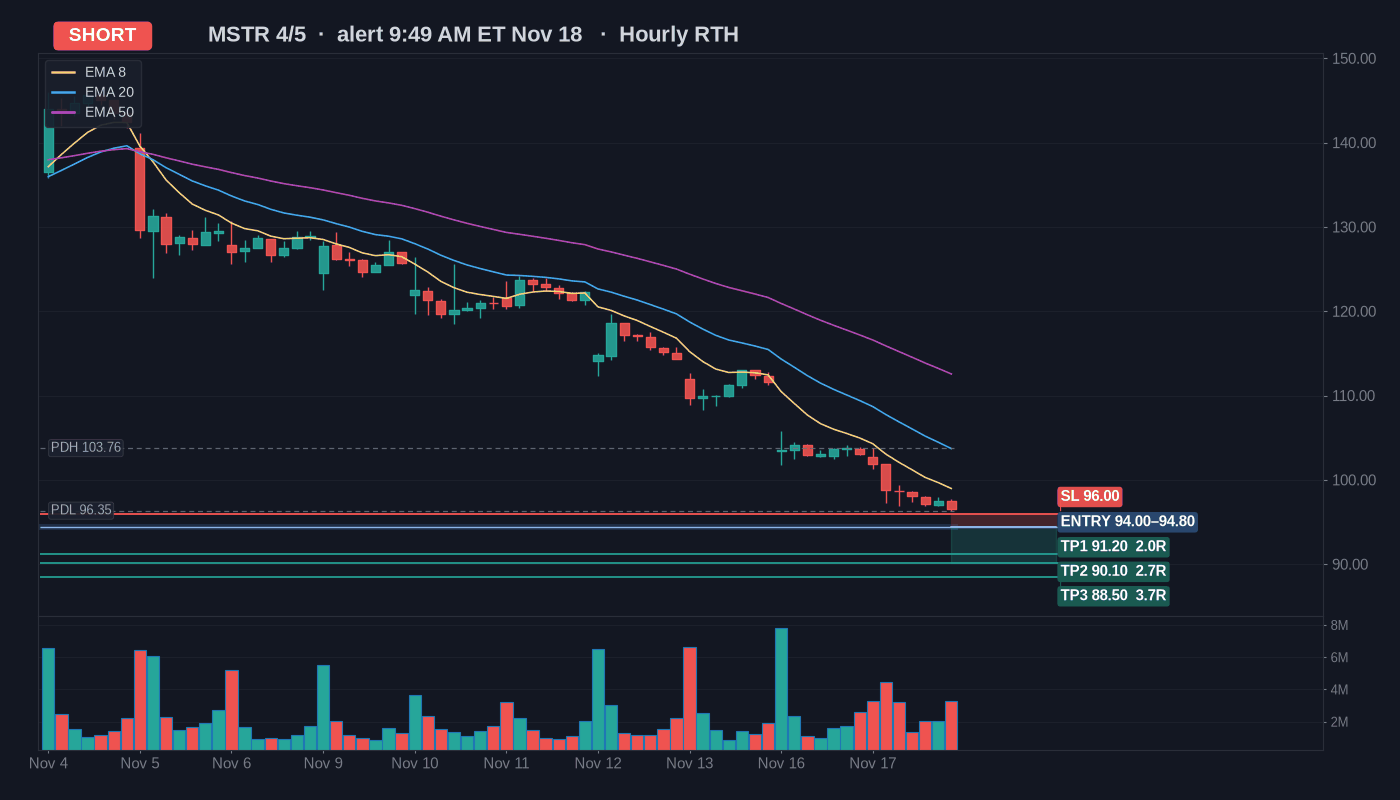 SHORT MSTR 4/5 · alert 9:49 AM ET Nov 18 · Hourly RTH
EMA 8
EMA 20
EMA 50
150.00
140.00
130.00
120.00
110.00
100.00
90.00
PDH 103.76
PDL 96.35
SL 96.00
ENTRY 94.00–94.80
TP1 91.20 2.0R
TP2 90.10 2.7R
TP3 88.50 3.7R
8M
6M
4M
2M
Nov 4 Nov 5 Nov 6 Nov 9 Nov 10 Nov 11 Nov 12 Nov 13 Nov 16 Nov 17